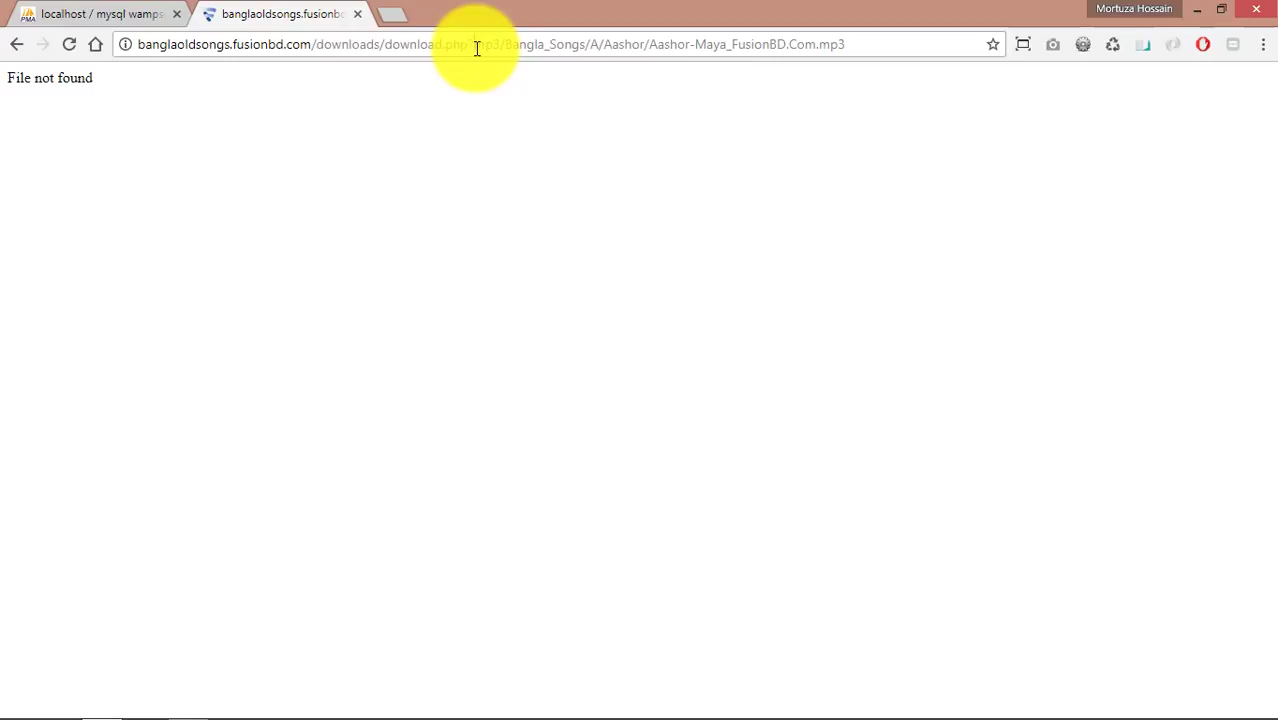 localhost / mysql wamps
banglaoldsongs.fusionbd
Mortuza Hossain
banglaoldsongs.fusionbd.com/downloads/download.php?mp3/Bangla_Songs/A/Aashor/Aashor-Maya_FusionBD.Com.mp3
File not found